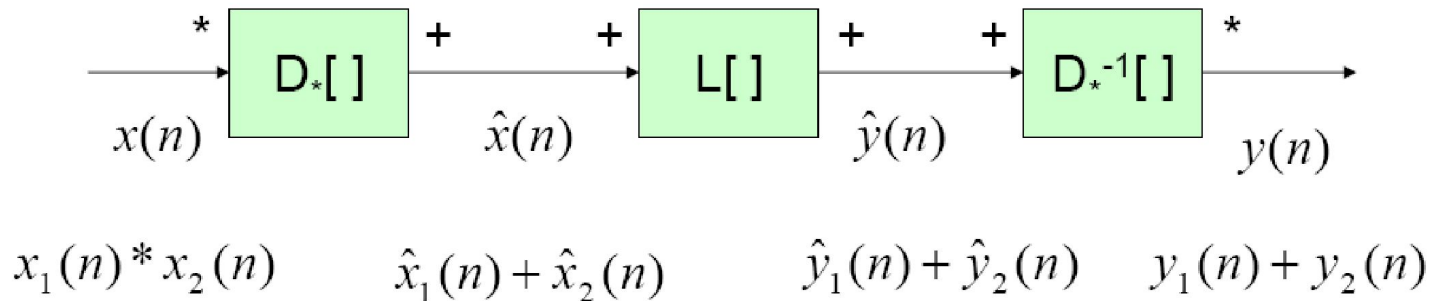 * + + + + *
D*[ ] L[ ] D*⁻¹[ ]
x(n) x̂(n) ŷ(n) y(n)
x₁(n) * x₂(n) x̂₁(n) + x̂₂(n) ŷ₁(n) + ŷ₂(n) y₁(n) + y₂(n)